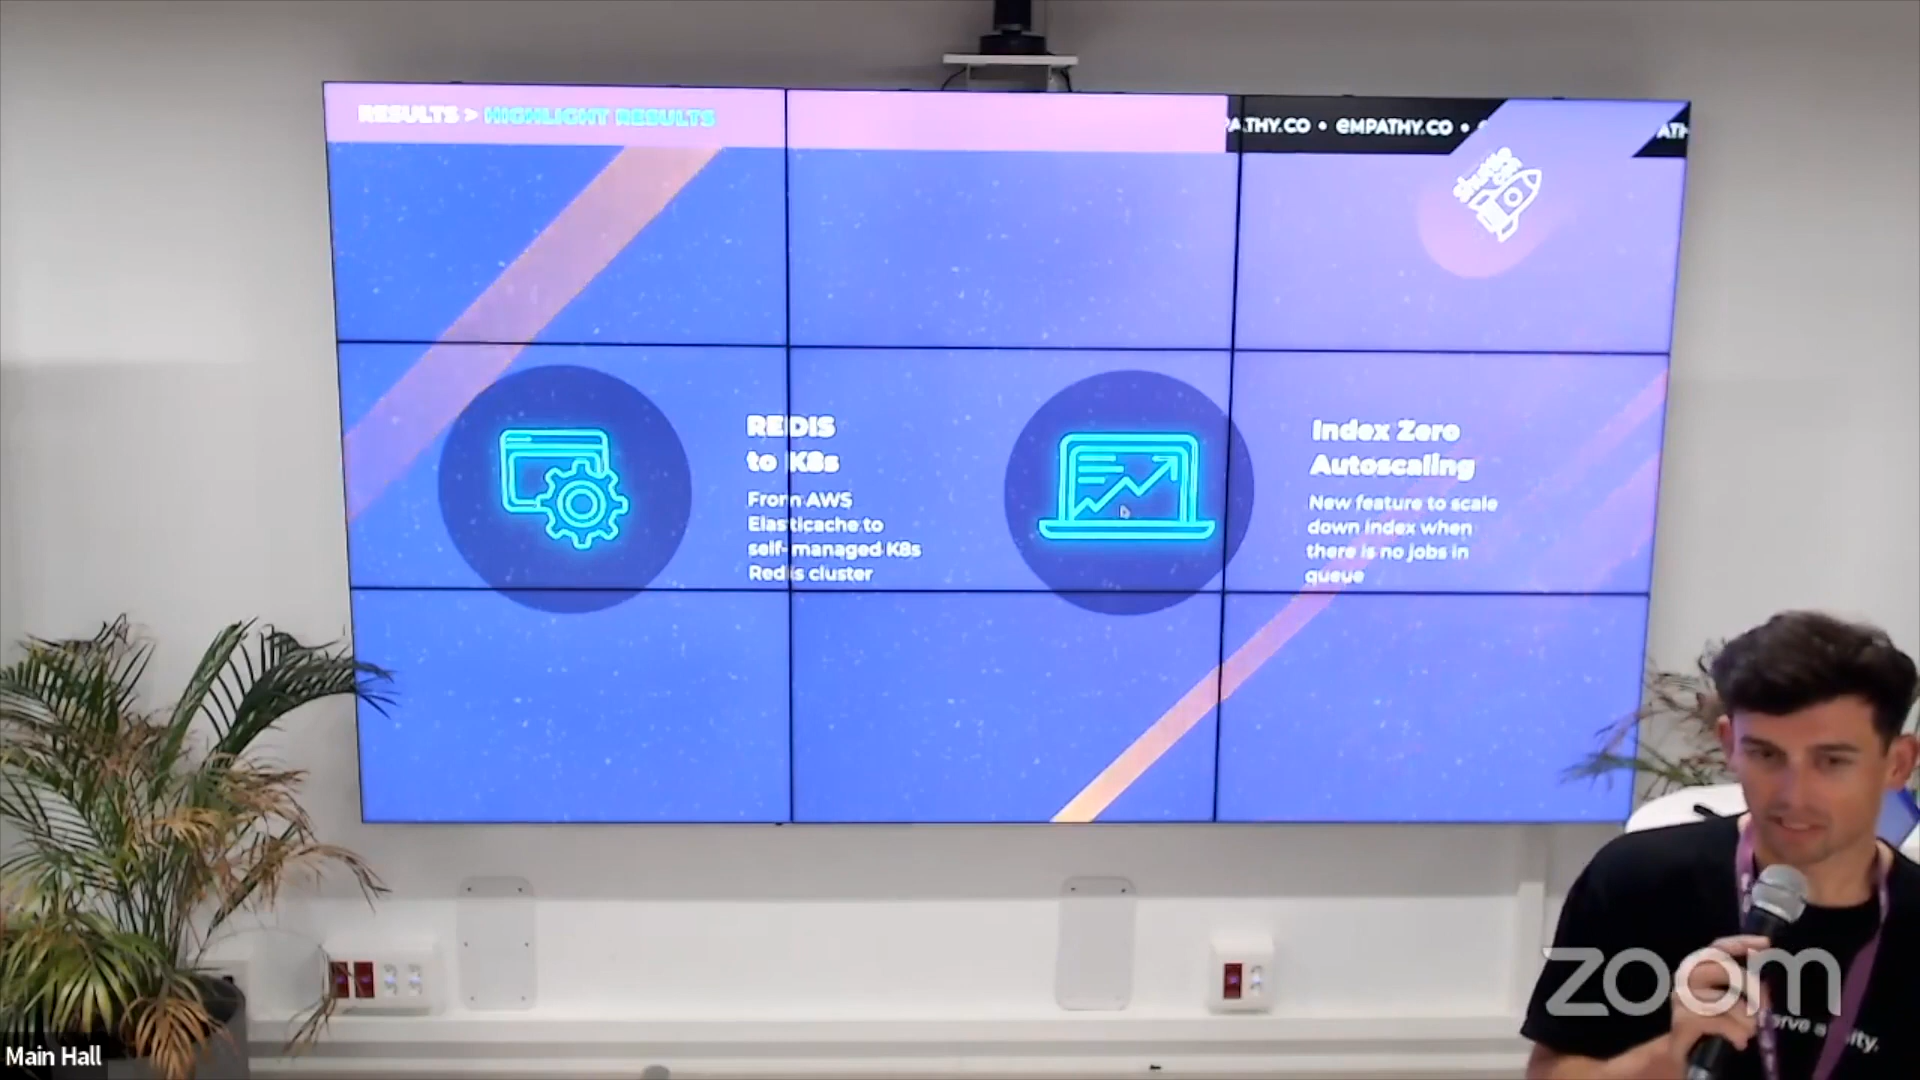 RESULTS > HIGHLIGHT RESULTS
PATHY.CO • eMPATHY.CO •
ATH
shuttle
REDIS
to K8s
From AWS
Elasticache to
self-managed K8s
Redis cluster
Index Zero
Autoscaling
New feature to scale
down index when
there is no jobs in
queue
zoom
Main Hall